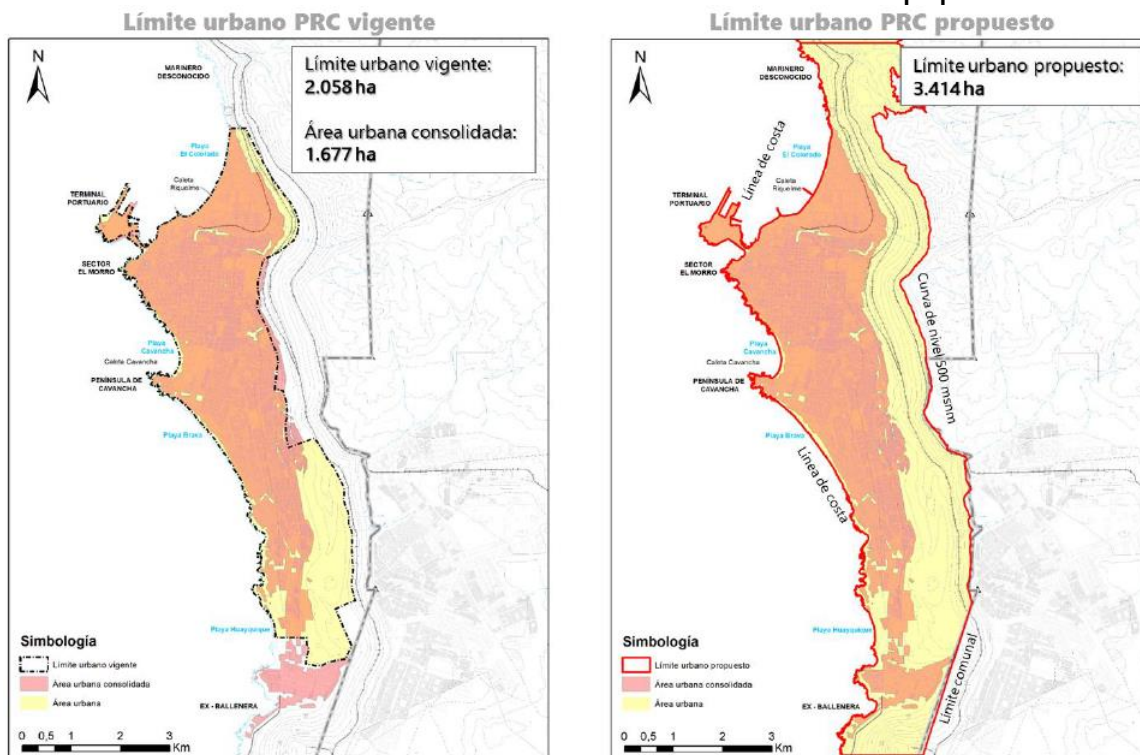 Límite urbano PRC vigente
N
MARINERO
DESCONOCIDO
Límite urbano vigente:
2.058 ha
Área urbana consolidada:
1.677 ha
Playa
El Colorado
Caleta
Riquelme
TERMINAL
PORTUARIO
SECTOR
EL MORRO
Playa
Cavancha
Caleta Cavancha
PENÍNSULA DE
CAVANCHA
Playa Brava
Playa Huayquique
Simbología
Límite urbano vigente
Área urbana consolidada
Área urbana
EX - BALLENERA
0 0,5 1 2 3
Km
Límite urbano PRC propuesto
N
MARINERO
DESCONOCIDO
Límite urbano propuesto:
3.414 ha
Línea de costa
Playa
El Colorado
Caleta
Riquelme
TERMINAL
PORTUARIO
SECTOR
EL MORRO
Curva de nivel 500 msnm
Playa
Cavancha
Caleta Cavancha
PENÍNSULA DE
CAVANCHA
Playa Brava
Línea de costa
Playa Huayquique
Límite comunal
Simbología
Límite urbano propuesto
Área urbana consolidada
Área urbana
EX - BALLENERA
0 0,5 1 2 3
Km